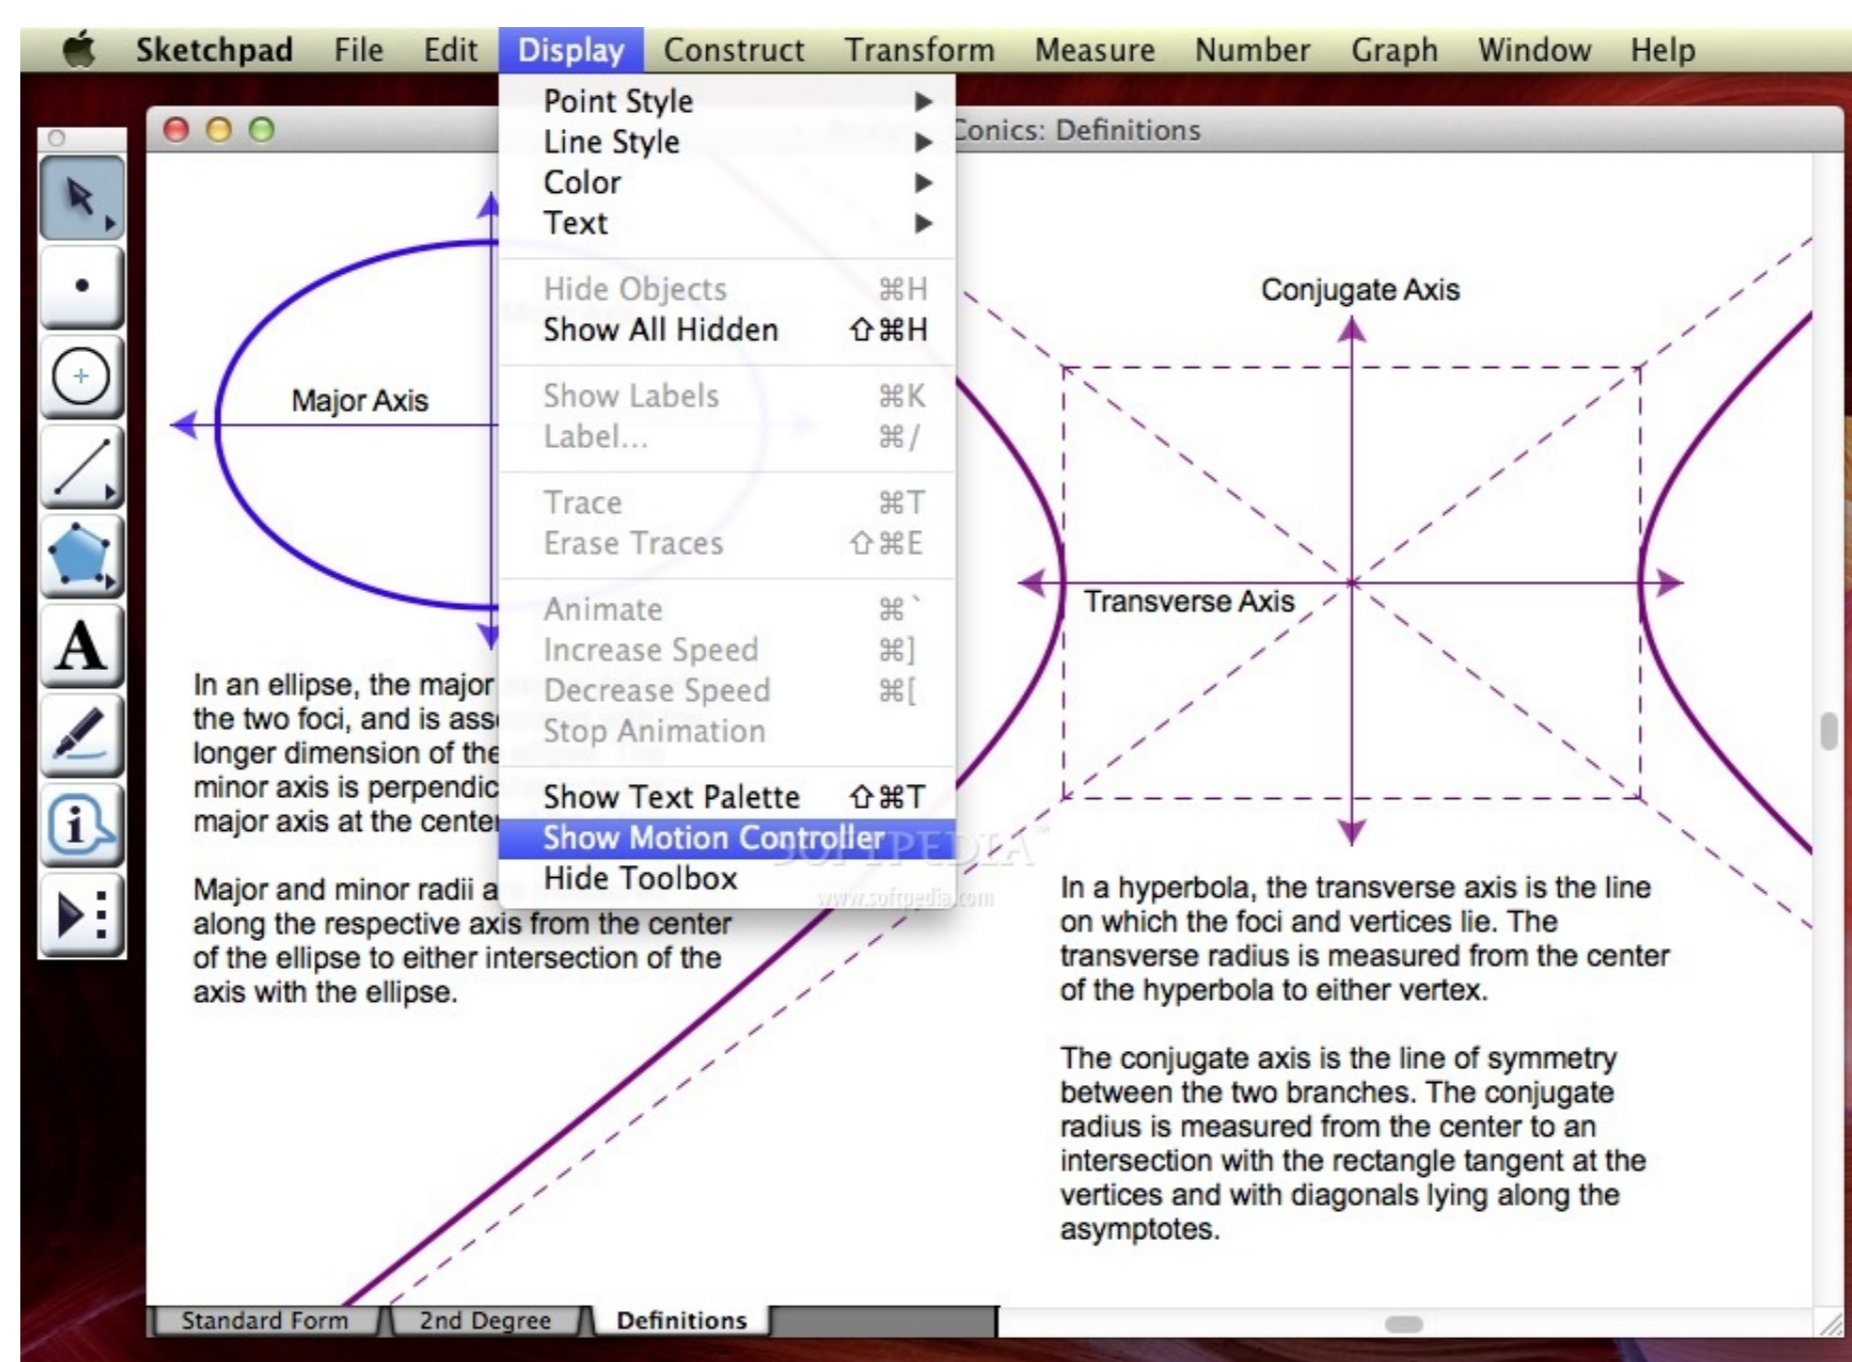 Sketchpad File Edit Display Construct Transform Measure Number Graph Window Help
Conics: Definitions
Point Style
Line Style
Color
Text
Hide Objects ⌘H
Show All Hidden ⇧⌘H
Show Labels ⌘K
Label... ⌘/
Trace ⌘T
Erase Traces ⇧⌘E
Animate ⌘`
Increase Speed ⌘]
Decrease Speed ⌘[
Stop Animation
Show Text Palette ⇧⌘T
Show Motion Controller
Hide Toolbox
A
i
Major Axis
In an ellipse, the major
the two foci, and is
longer dimension of the
minor axis is
major axis at the
Major and minor radii
along the respective axis from the center
of the ellipse to either intersection of the
axis with the ellipse.
Conjugate Axis
Transverse Axis
In a hyperbola, the transverse axis is the line
on which the foci and vertices lie. The
transverse radius is measured from the center
of the hyperbola to either vertex.
The conjugate axis is the line of symmetry
between the two branches. The conjugate
radius is measured from the center to an
intersection with the rectangle tangent at the
vertices and with diagonals lying along the
asymptotes.
SOFTPEDIA™
www.softpedia.com
Standard Form 2nd Degree Definitions